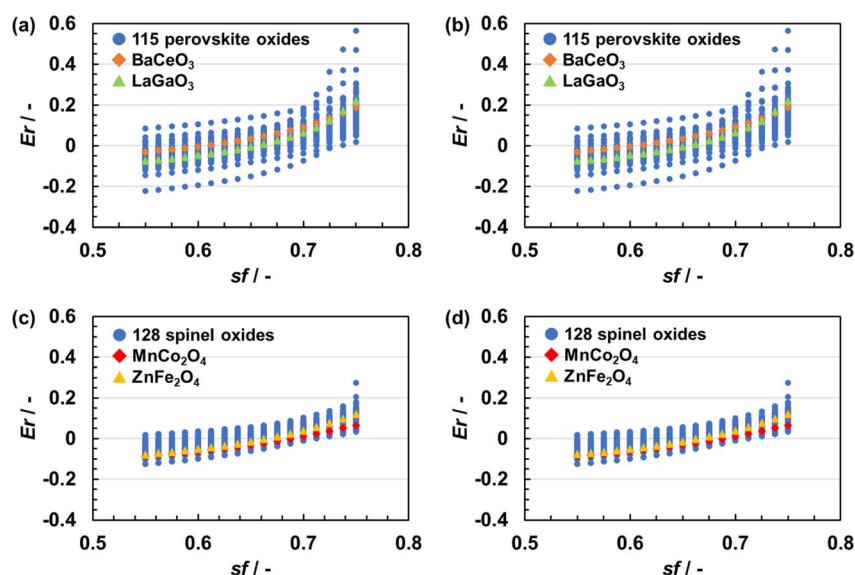 (a)
0.6
0.4
0.2
0
-0.2
-0.4
115 perovskite oxides
BaCeO₃
LaGaO₃
Er / -
0.5 0.6 0.7 0.8
sf / -
(b)
0.6
0.4
0.2
0
-0.2
-0.4
115 perovskite oxides
BaCeO₃
LaGaO₃
Er / -
0.5 0.6 0.7 0.8
sf / -
(c)
0.6
0.4
0.2
0
-0.2
-0.4
128 spinel oxides
MnCo₂O₄
ZnFe₂O₄
Er / -
0.5 0.6 0.7 0.8
sf / -
(d)
0.6
0.4
0.2
0
-0.2
-0.4
128 spinel oxides
MnCo₂O₄
ZnFe₂O₄
Er / -
0.5 0.6 0.7 0.8
sf / -